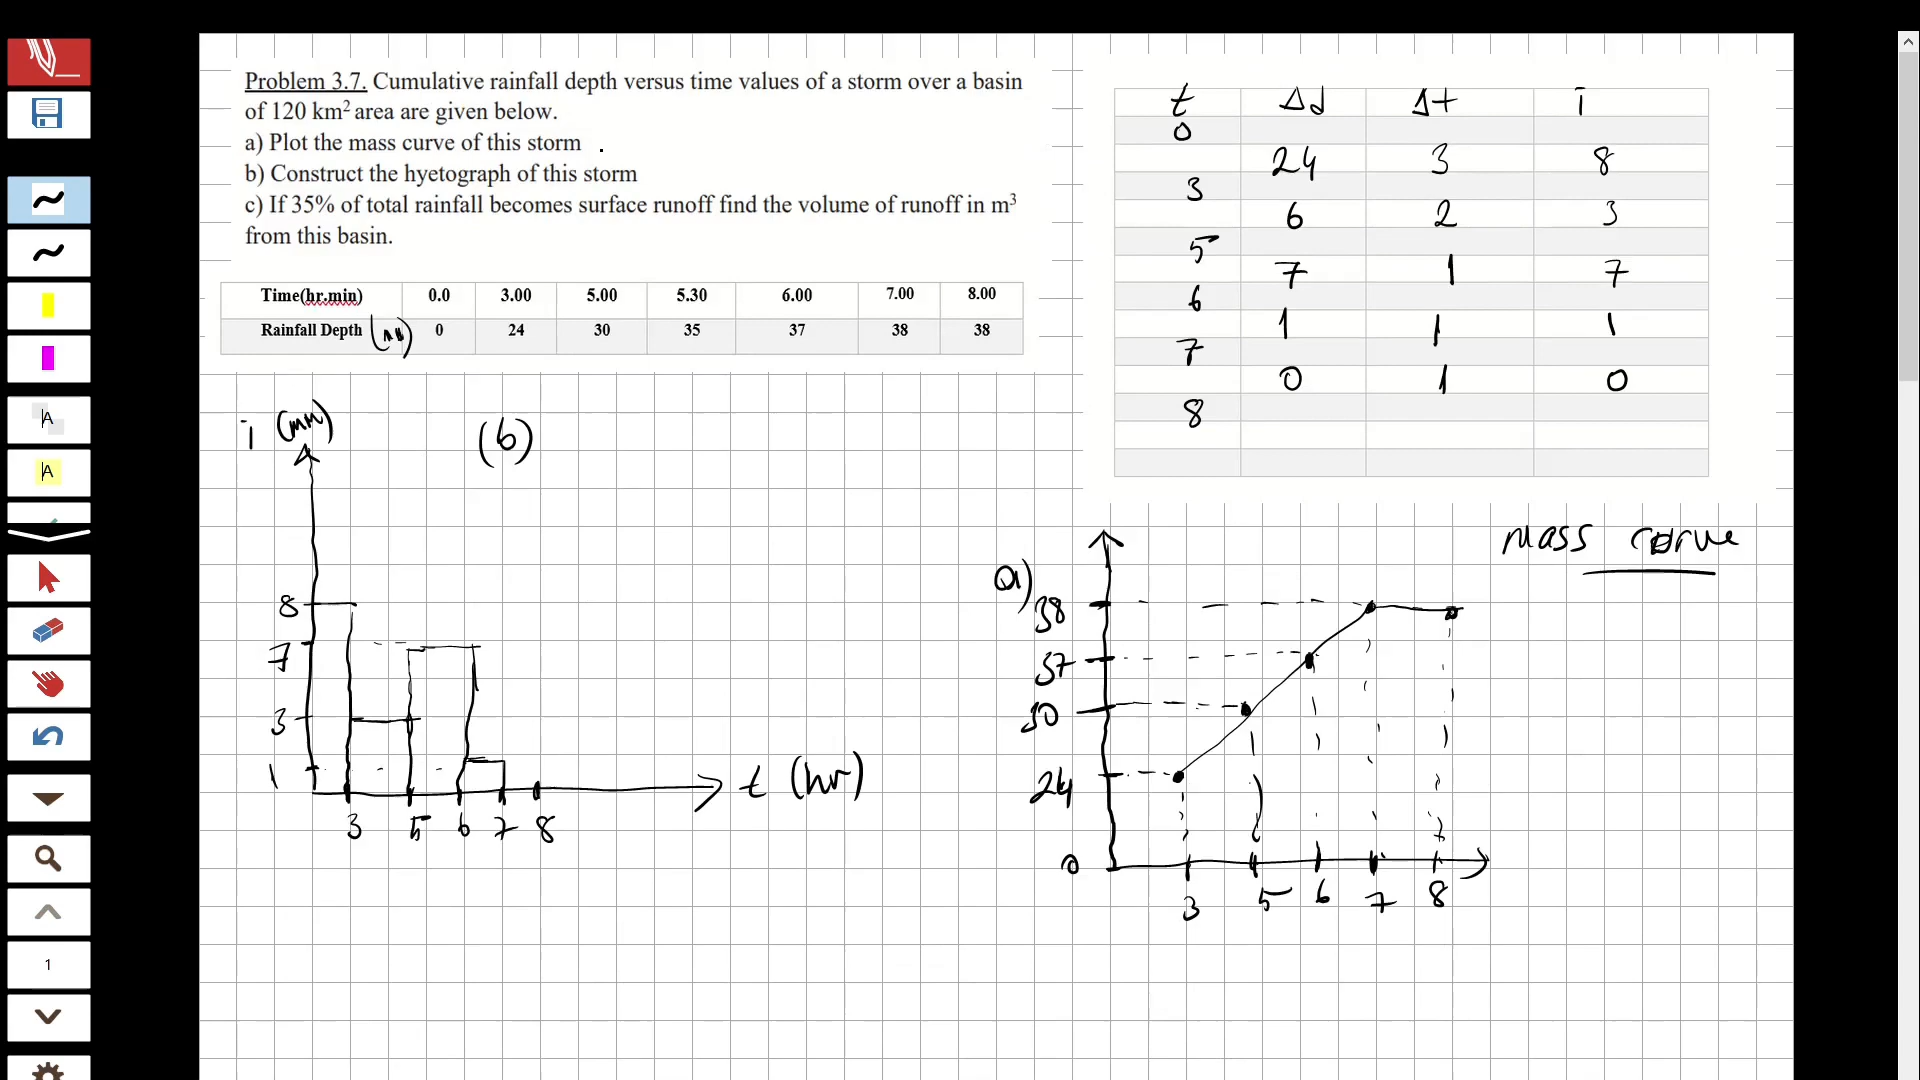 Problem 3.7. Cumulative rainfall depth versus time values of a storm over a basin
of 120 km² area are given below.
a) Plot the mass curve of this storm .
b) Construct the hyetograph of this storm
c) If 35% of total rainfall becomes surface runoff find the volume of runoff in m³
from this basin.
Time(hr.min) 0.0 3.00 5.00 5.30 6.00 7.00 8.00
Rainfall Depth 0 24 30 35 37 38 38
t Δd Δt i
0
24 3 8
3
6 2 3
5
7 1 7
6
1 1 1
7
0 1 0
8
i (mm) (b)
8
7
3
1
t (hr)
3 5 6 7 8
mass curve
a)
38
37
30
24
0
3 5 6 7 8
A
A
1